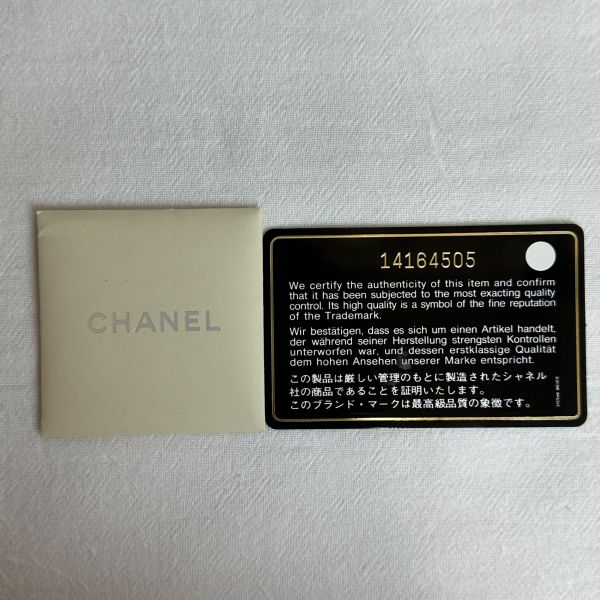 CHANEL
14164505
We certify the authenticity of this item and confirm
that it has been subjected to the most exacting quality
control. Its high quality is a symbol of the fine reputation
of the Trademark.
Wir bestätigen, dass es sich um einen Artikel handelt,
der während seiner Herstellung strengsten Kontrollen
unterworfen war, und dessen erstklassige Qualität
dem hohen Ansehen unserer Marke entspricht.
この製品は厳しい管理のもとに製造されたシャネル
社の商品であることを証明いたします。
このブランド・マークは最高級品質の象徴です。